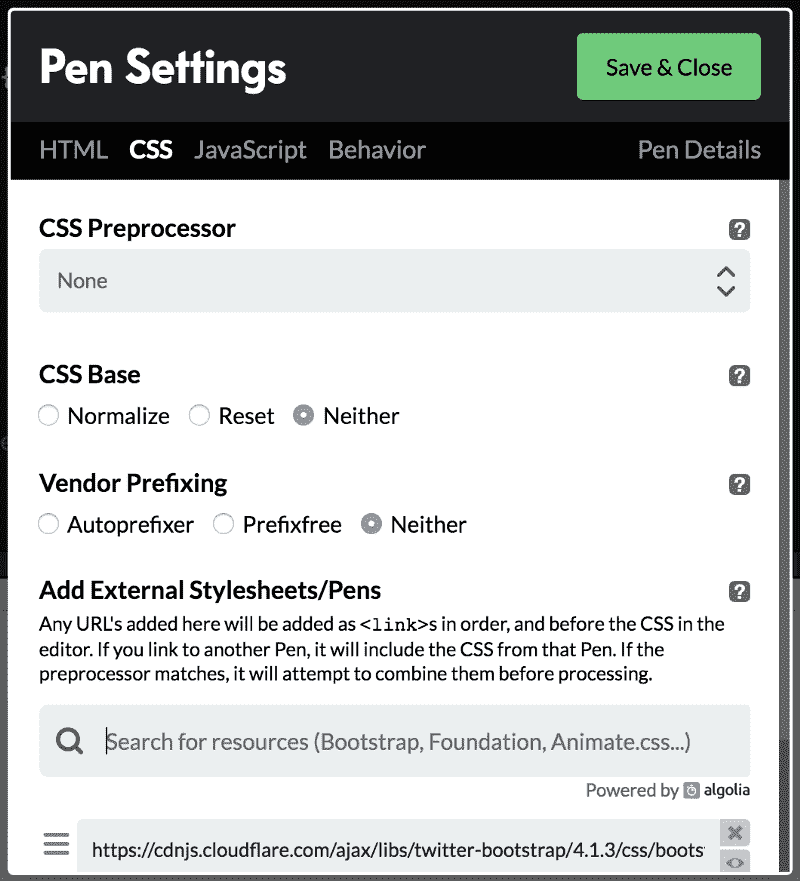 Pen Settings
Save & Close
HTML CSS JavaScript Behavior Pen Details
CSS Preprocessor ?
None
CSS Base ?
Normalize Reset Neither
Vendor Prefixing ?
Autoprefixer Prefixfree Neither
Add External Stylesheets/Pens ?
Any URL's added here will be added as <link>s in order, and before the CSS in the
editor. If you link to another Pen, it will include the CSS from that Pen. If the
preprocessor matches, it will attempt to combine them before processing.
Search for resources (Bootstrap, Foundation, Animate.css...)
Powered by algolia
https://cdnjs.cloudflare.com/ajax/libs/twitter-bootstrap/4.1.3/css/boots